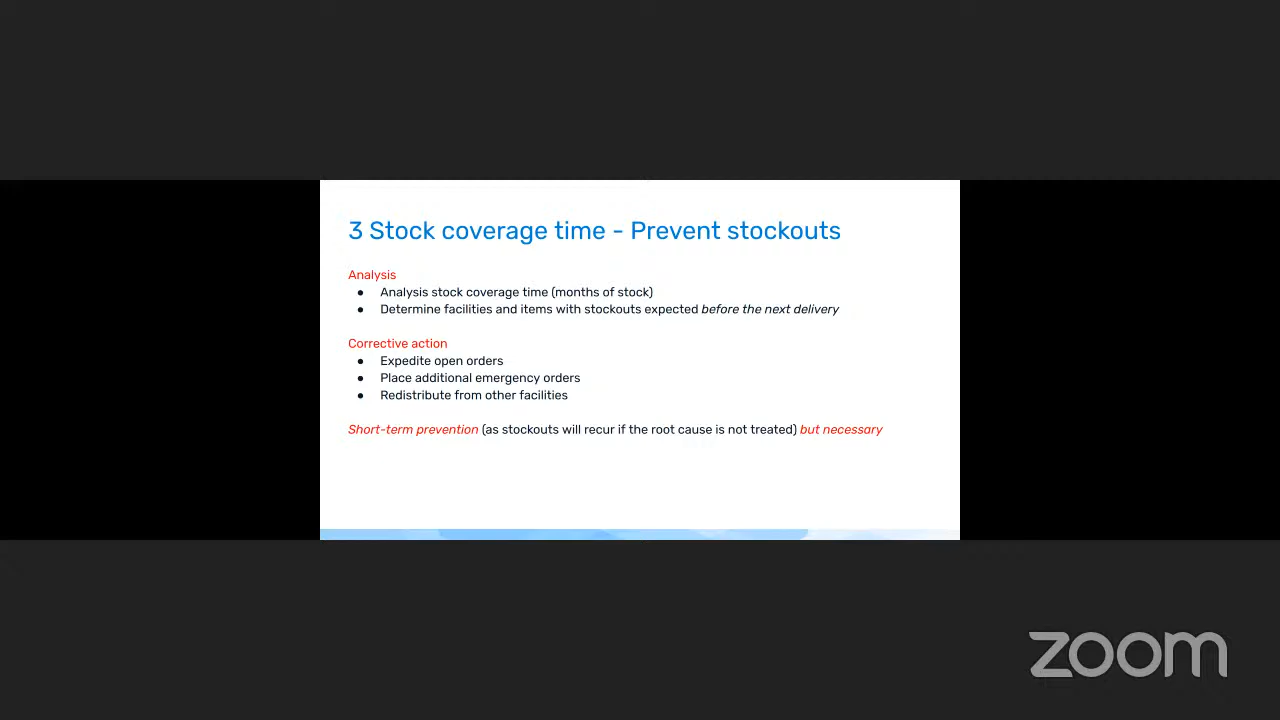 3 Stock coverage time - Prevent stockouts
Analysis
● Analysis stock coverage time (months of stock)
● Determine facilities and items with stockouts expected before the next delivery
Corrective action
● Expedite open orders
● Place additional emergency orders
● Redistribute from other facilities
Short-term prevention (as stockouts will recur if the root cause is not treated) but necessary
zoom